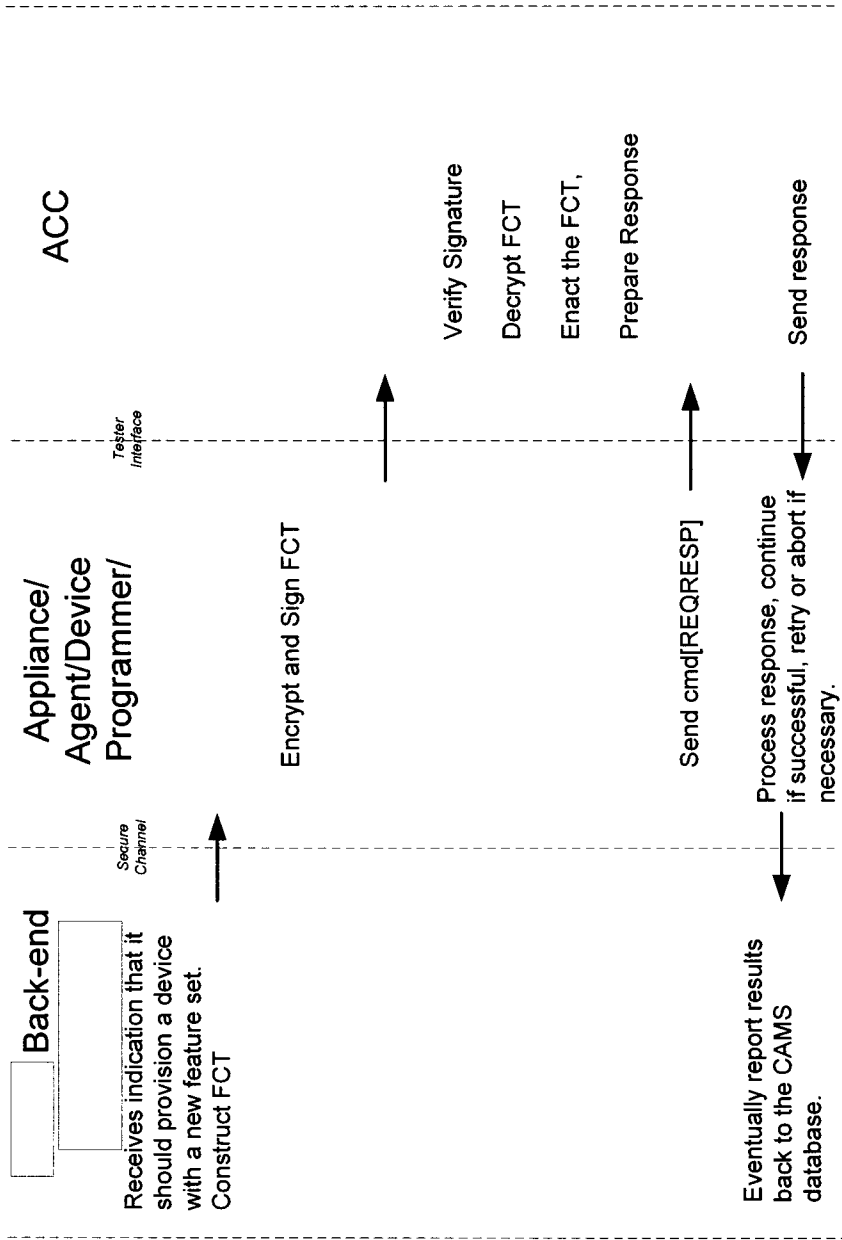 Back-end
Secure
Channel
Appliance/
Agent/Device
Programmer/
Tester
Interface
ACC
Receives indication that it
should provision a device
with a new feature set.
Construct FCT
Encrypt and Sign FCT
Verify Signature
Decrypt FCT
Enact the FCT,
Prepare Response
Send cmd[REQRESP]
Send response
Process response, continue
if successful, retry or abort if
necessary.
Eventually report results
back to the CAMS
database.